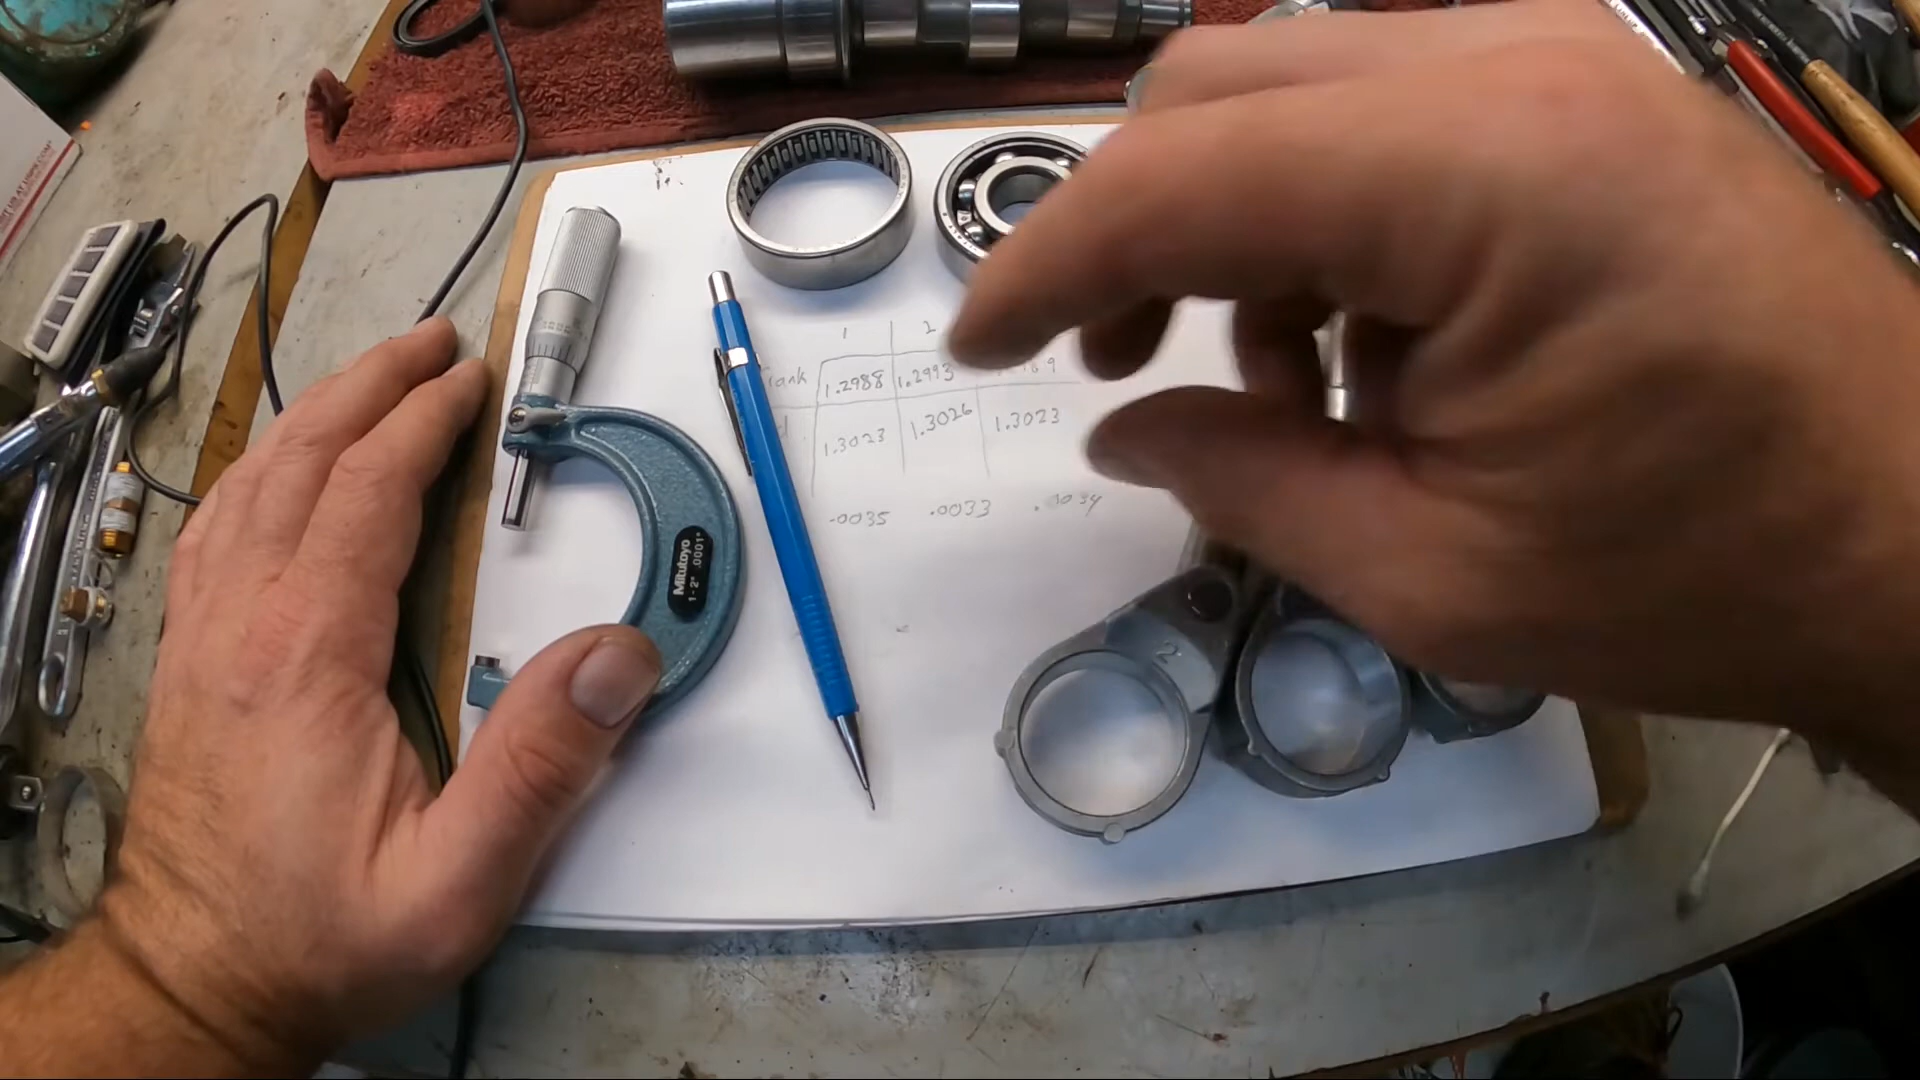 1 2
1.2988 1.2993
1.3023 1.3026 1.3023
.0035 .0033 .0034
Mitutoyo
1-2" .0001"
2